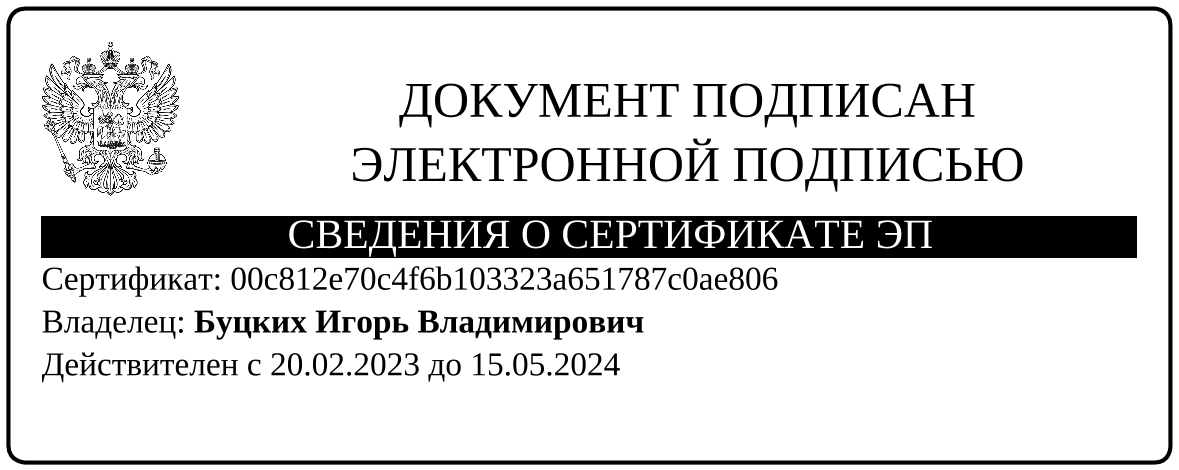 ДОКУМЕНТ ПОДПИСАН
ЭЛЕКТРОННОЙ ПОДПИСЬЮ
СВЕДЕНИЯ О СЕРТИФИКАТЕ ЭП
Сертификат: 00c812e70c4f6b103323a651787c0ae806
Владелец: Буцких Игорь Владимирович
Действителен с 20.02.2023 до 15.05.2024